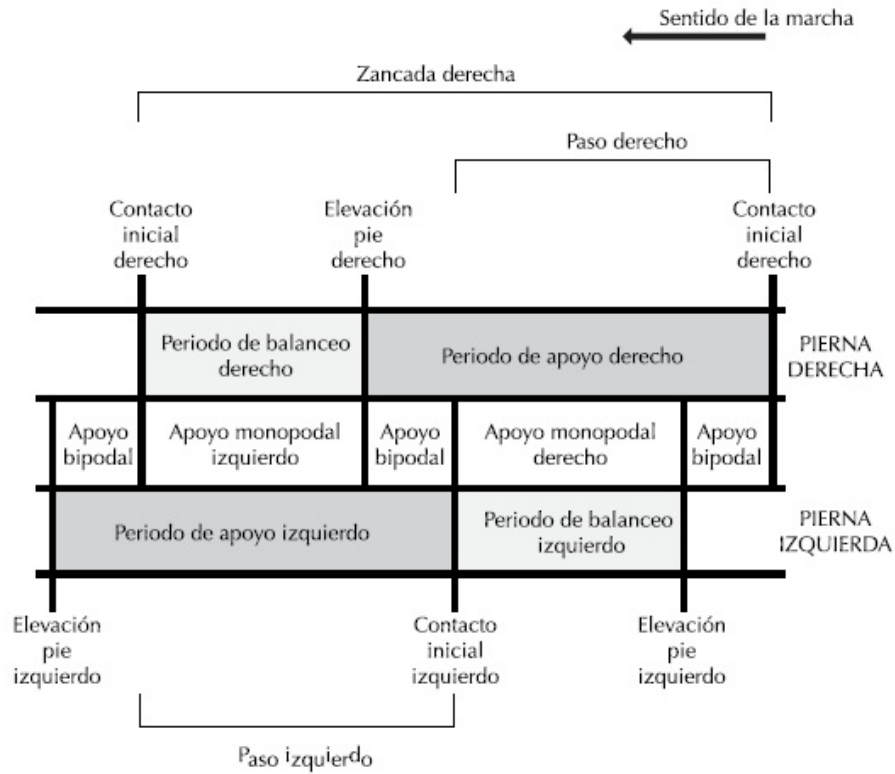 Sentido de la marcha
Zancada derecha
Paso derecho
Contacto
inicial
derecho
Elevación
pie
derecho
Contacto
inicial
derecho
Periodo de balanceo
derecho
Periodo de apoyo derecho
PIERNA
DERECHA
Apoyo
bipodal
Apoyo monopodal
izquierdo
Apoyo
bipodal
Apoyo monopodal
derecho
Apoyo
bipodal
Periodo de apoyo izquierdo
Periodo de balanceo
izquierdo
PIERNA
IZQUIERDA
Elevación
pie
izquierdo
Contacto
inicial
izquierdo
Elevación
pie
izquierdo
Paso izquierdo